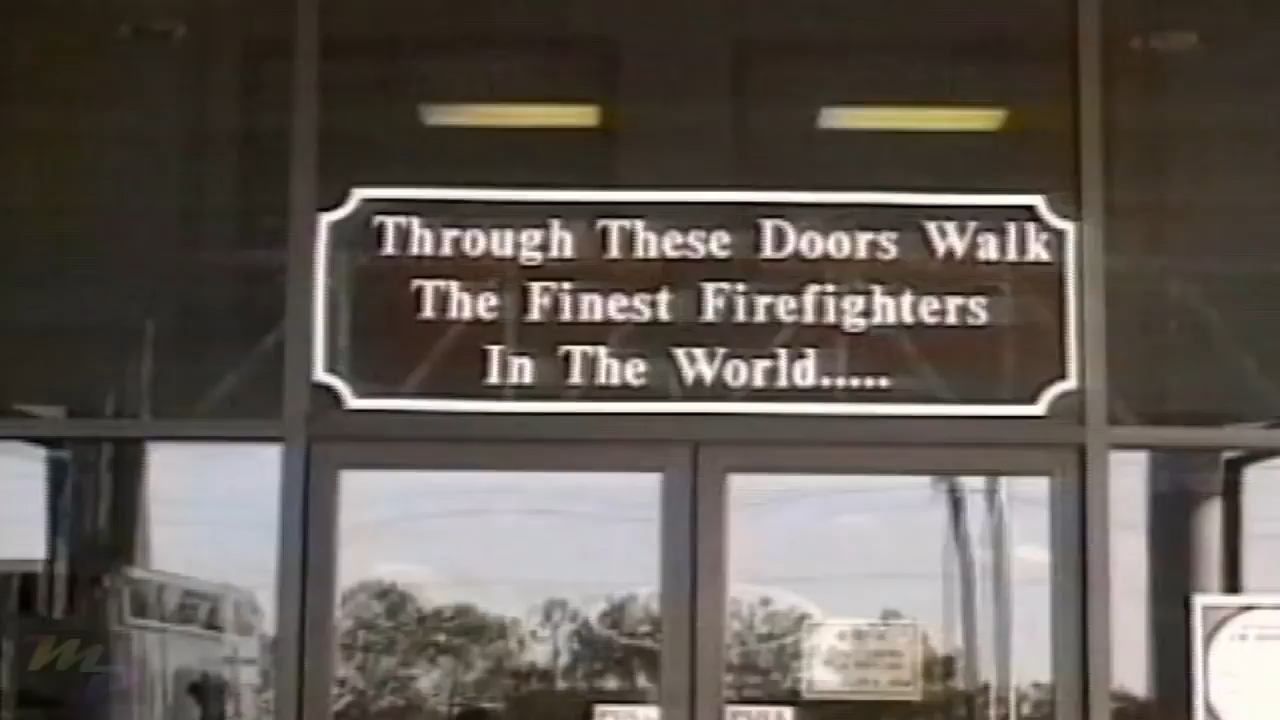 Through These Doors Walk
The Finest Firefighters
In The World.....